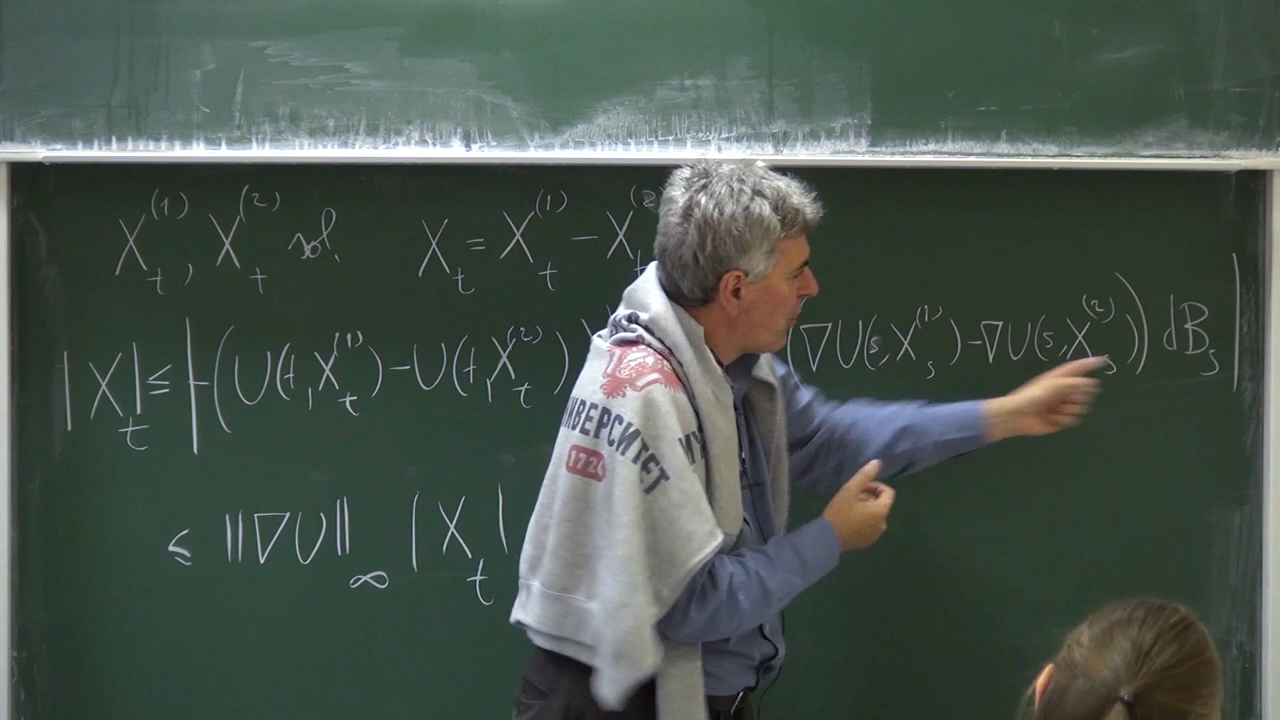 X_t^{(1)}, X_t^{(2)} sol. X_t = X_t^{(1)} - X_t^{(2)}
|X_t| ≤ |-(U(t, X_t^{(1)}) - U(t, X_t^{(2)})
(∇U(s, X_s^{(1)}) - ∇U(s, X_s^{(2)})) dB_s|
≤ ||∇U||_∞ |X_t|
ИВЕРСИТЕТ
1724